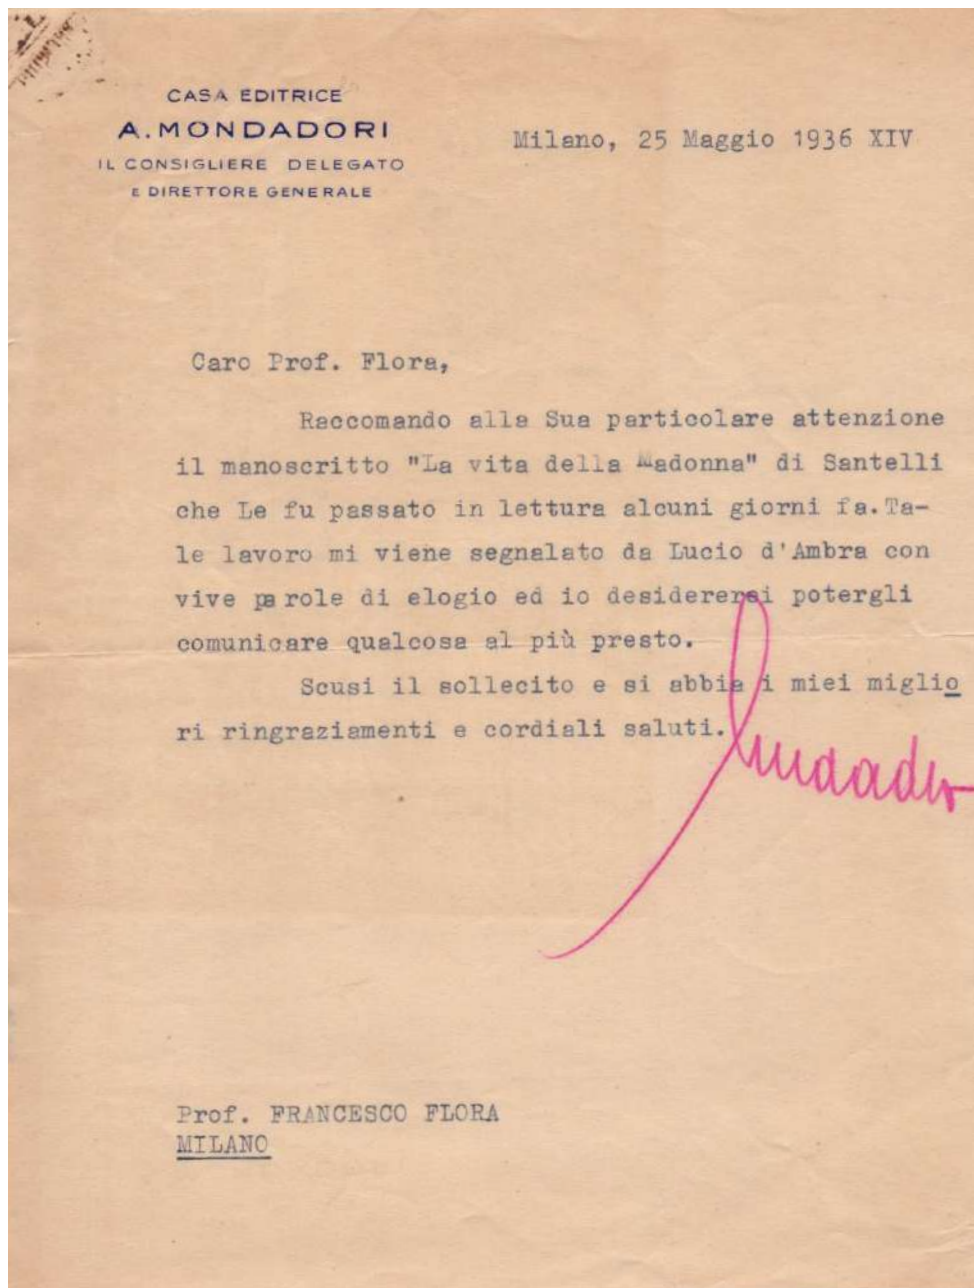 CASA EDITRICE
A. MONDADORI
IL CONSIGLIERE DELEGATO
E DIRETTORE GENERALE
Milano, 25 Maggio 1936 XIV
Caro Prof. Flora,
Raccomando alla Sua particolare attenzione
il manoscritto "La vita della Madonna" di Santelli
che Le fu passato in lettura alcuni giorni fa.Ta-
le lavoro mi viene segnalato da Lucio d'Ambra con
vive parole di elogio ed io desidererei potergli
comunicare qualcosa al più presto.
Scusi il sollecito e si abbia i miei miglio
ri ringraziamenti e cordiali saluti.
Prof. FRANCESCO FLORA
MILANO